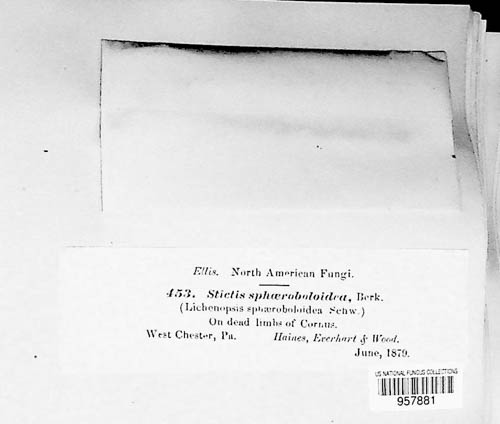 Ellis. North American Fungi.
453. Stictis sphæroboloidea, Berk.
(Lichenopsis sphæroboloidea Schw.)
On dead limbs of Cornus.
West Chester, Pa. Haines, Everhart & Wood.
June, 1879.
US NATIONAL FUNGUS COLLECTIONS
957881